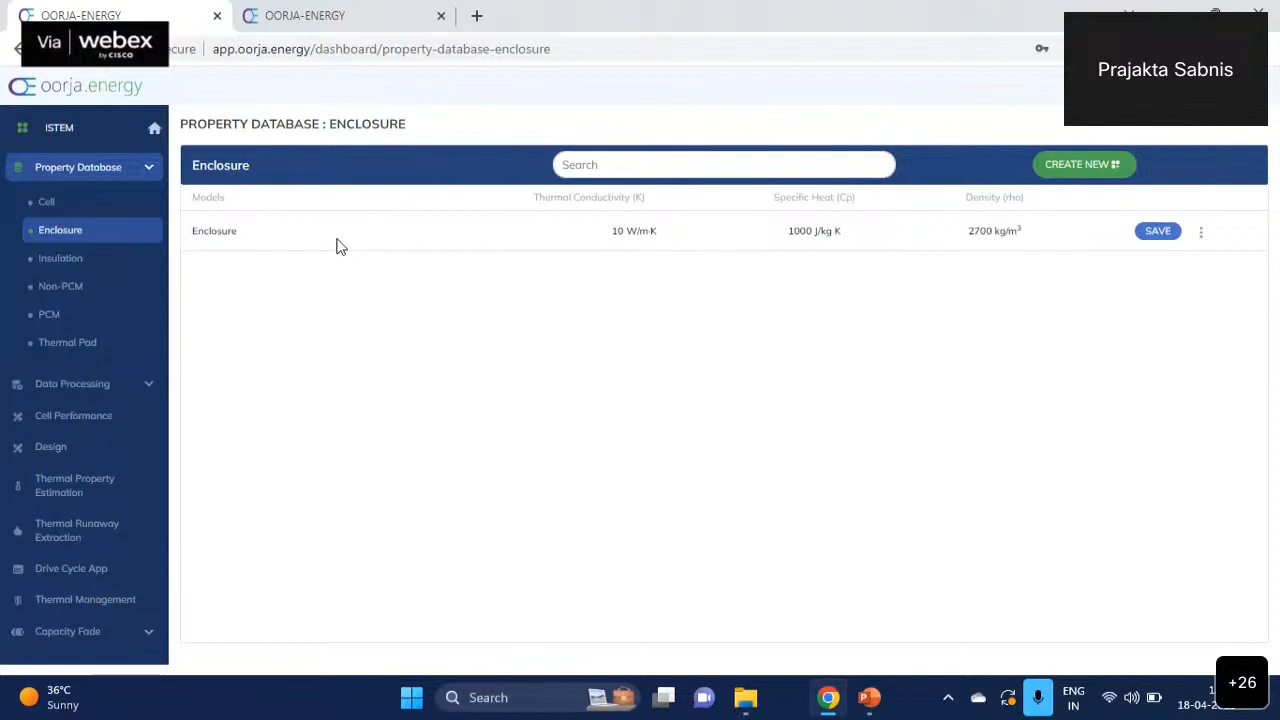 OORJA-ENERGY
OORJA-ENERGY
Via webex
by CISCO
ecure app.oorja.energy/dashboard/property-database-enclosure
Prajakta Sabnis
oorja.energy
ISTEM
PROPERTY DATABASE : ENCLOSURE
Property Database
Enclosure
Search
CREATE NEW
Models
Thermal Conductivity (K)
Specific Heat (Cp)
Density (rho)
Enclosure
10 W/m·K
1000 J/kg K
2700 kg/m³
SAVE
Cell
Enclosure
Insulation
Non-PCM
PCM
Thermal Pad
Data Processing
Cell Performance
Design
Thermal Property
Estimation
Thermal Runaway
Extraction
Drive Cycle App
Thermal Management
Capacity Fade
36°C
Sunny
Search
ENG
IN
18-04-2
+26